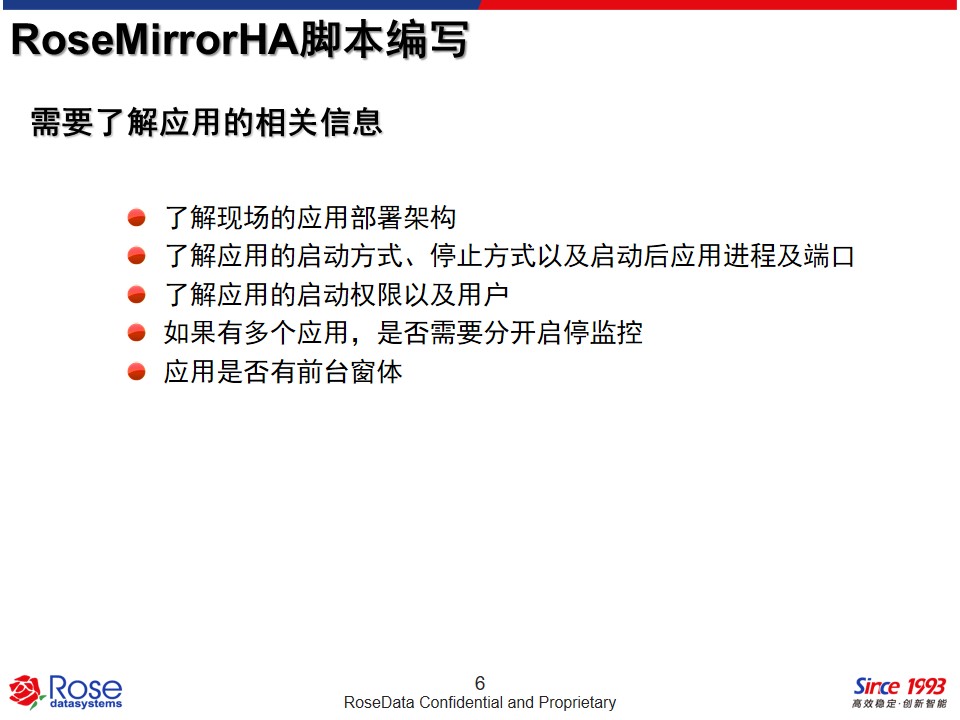 RoseMirrorHA脚本编写
需要了解应用的相关信息
了解现场的应用部署架构
了解应用的启动方式、停止方式以及启动后应用进程及端口
了解应用的启动权限以及用户
如果有多个应用，是否需要分开启停监控
应用是否有前台窗体
Rose
datasystems
6
RoseData Confidential and Proprietary
Since 1993
高效稳定·创新智能